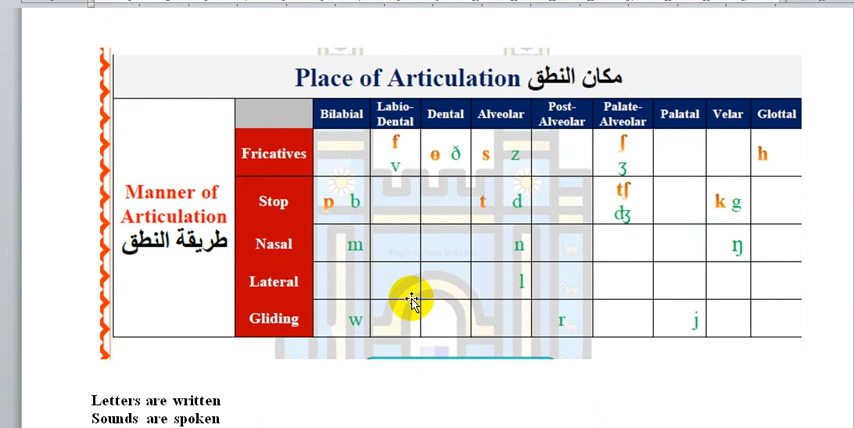 Place of Articulation مكان النطق
Bilabial Labio-Dental Dental Alveolar Post-Alveolar Palate-Alveolar Palatal Velar Glottal
Manner of Articulation
طريقة النطق
Fricatives f v ɵ ð s z ʃ ʒ h
Stop p b t d tʃ ʤ k g
Nasal m n ŋ
Lateral l
Gliding w r j
Letters are written
Sounds are spoken